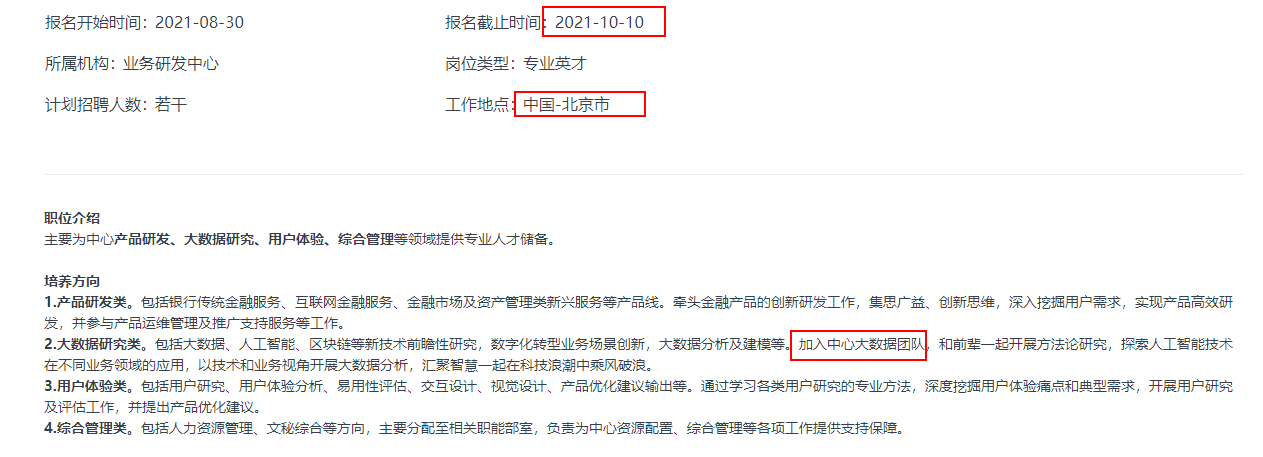 报名开始时间：2021-08-30 报名截止时间：2021-10-10
所属机构：业务研发中心 岗位类型：专业英才
计划招聘人数：若干 工作地点：中国-北京市
职位介绍
主要为中心产品研发、大数据研究、用户体验、综合管理等领域提供专业人才储备。
培养方向
1.产品研发类。包括银行传统金融服务、互联网金融服务、金融市场及资产管理类新兴服务等产品线。牵头金融产品的创新研发工作，集思广益、创新思维，深入挖掘用户需求，实现产品高效研
发，并参与产品运维管理及推广支持服务等工作。
2.大数据研究类。包括大数据、人工智能、区块链等新技术前瞻性研究，数字化转型业务场景创新，大数据分析及建模等。加入中心大数据团队，和前辈一起开展方法论研究，探索人工智能技术
在不同业务领域的应用，以技术和业务视角开展大数据分析，汇聚智慧一起在科技浪潮中乘风破浪。
3.用户体验类。包括用户研究、用户体验分析、易用性评估、交互设计、视觉设计、产品优化建议输出等。通过学习各类用户研究的专业方法，深度挖掘用户体验痛点和典型需求，开展用户研究
及评估工作，并提出产品优化建议。
4.综合管理类。包括人力资源管理、文秘综合等方向，主要分配至相关职能部室，负责为中心资源配置、综合管理等各项工作提供支持保障。